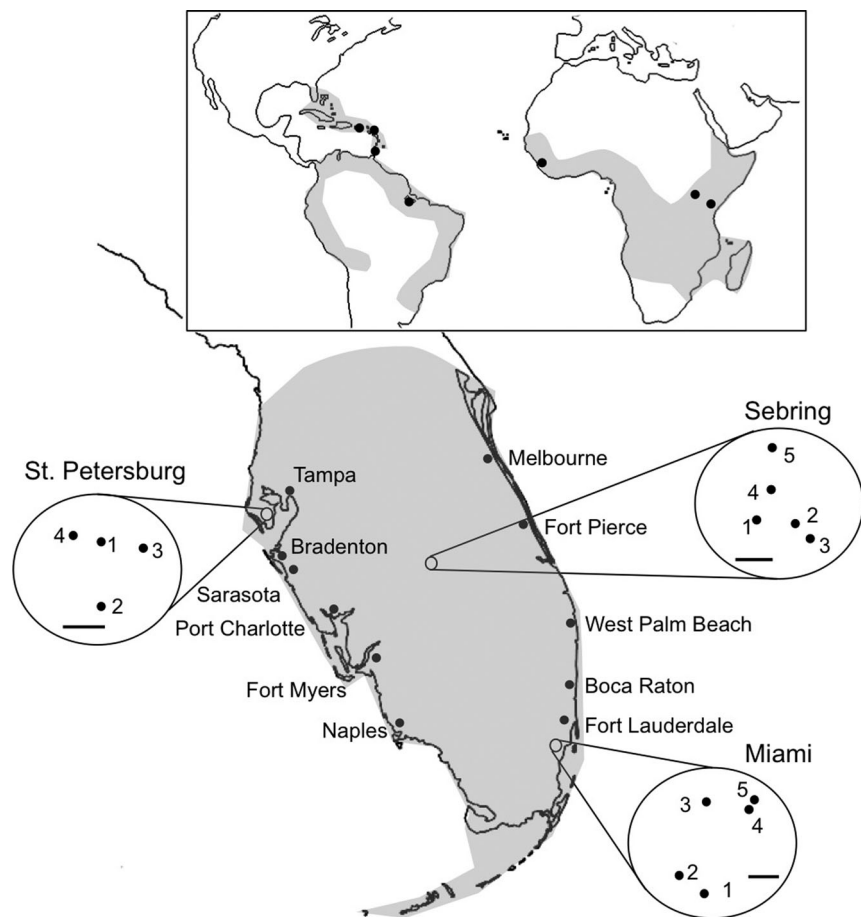 Sebring
5
4
1
2
3
St. Petersburg
4
1
3
2
Tampa
Melbourne
Fort Pierce
Bradenton
Sarasota
Port Charlotte
West Palm Beach
Fort Myers
Boca Raton
Naples
Fort Lauderdale
Miami
3
5
4
2
1